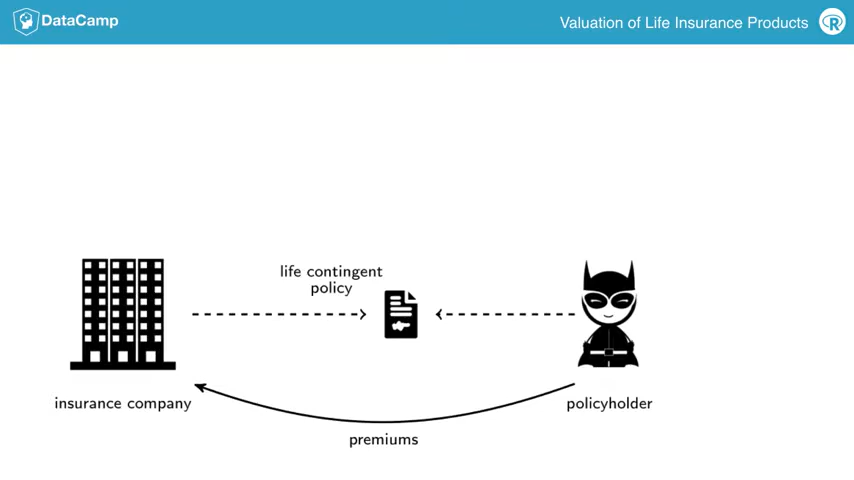 DataCamp
Valuation of Life Insurance Products
R
life contingent
policy
insurance company
policyholder
premiums